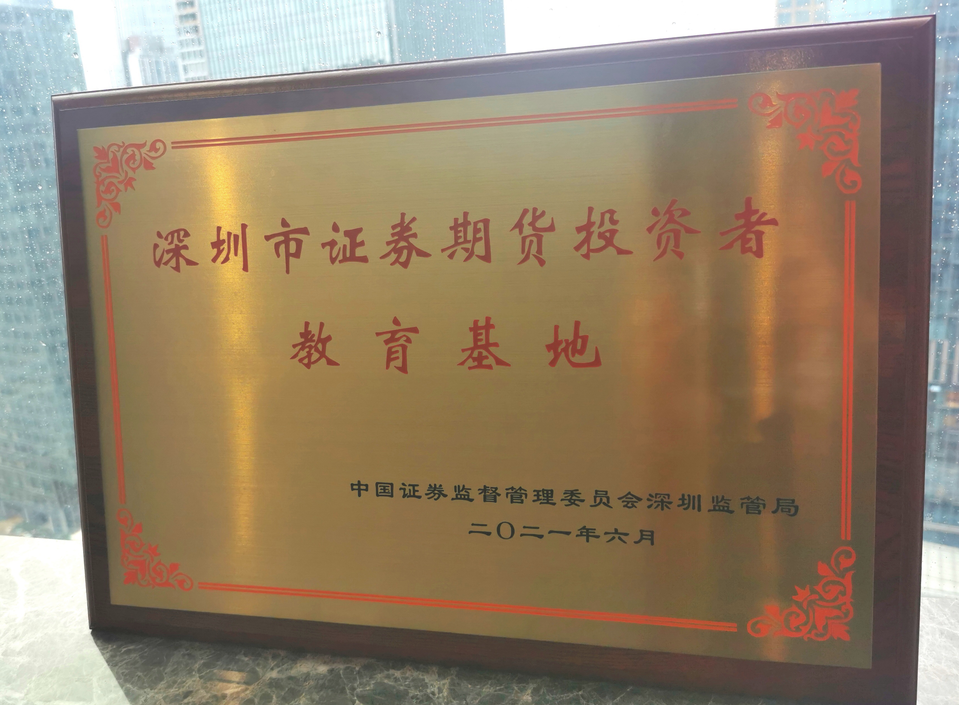 深圳市证券期货投资者
教育基地
中国证券监督管理委员会深圳监管局
二〇二一年六月